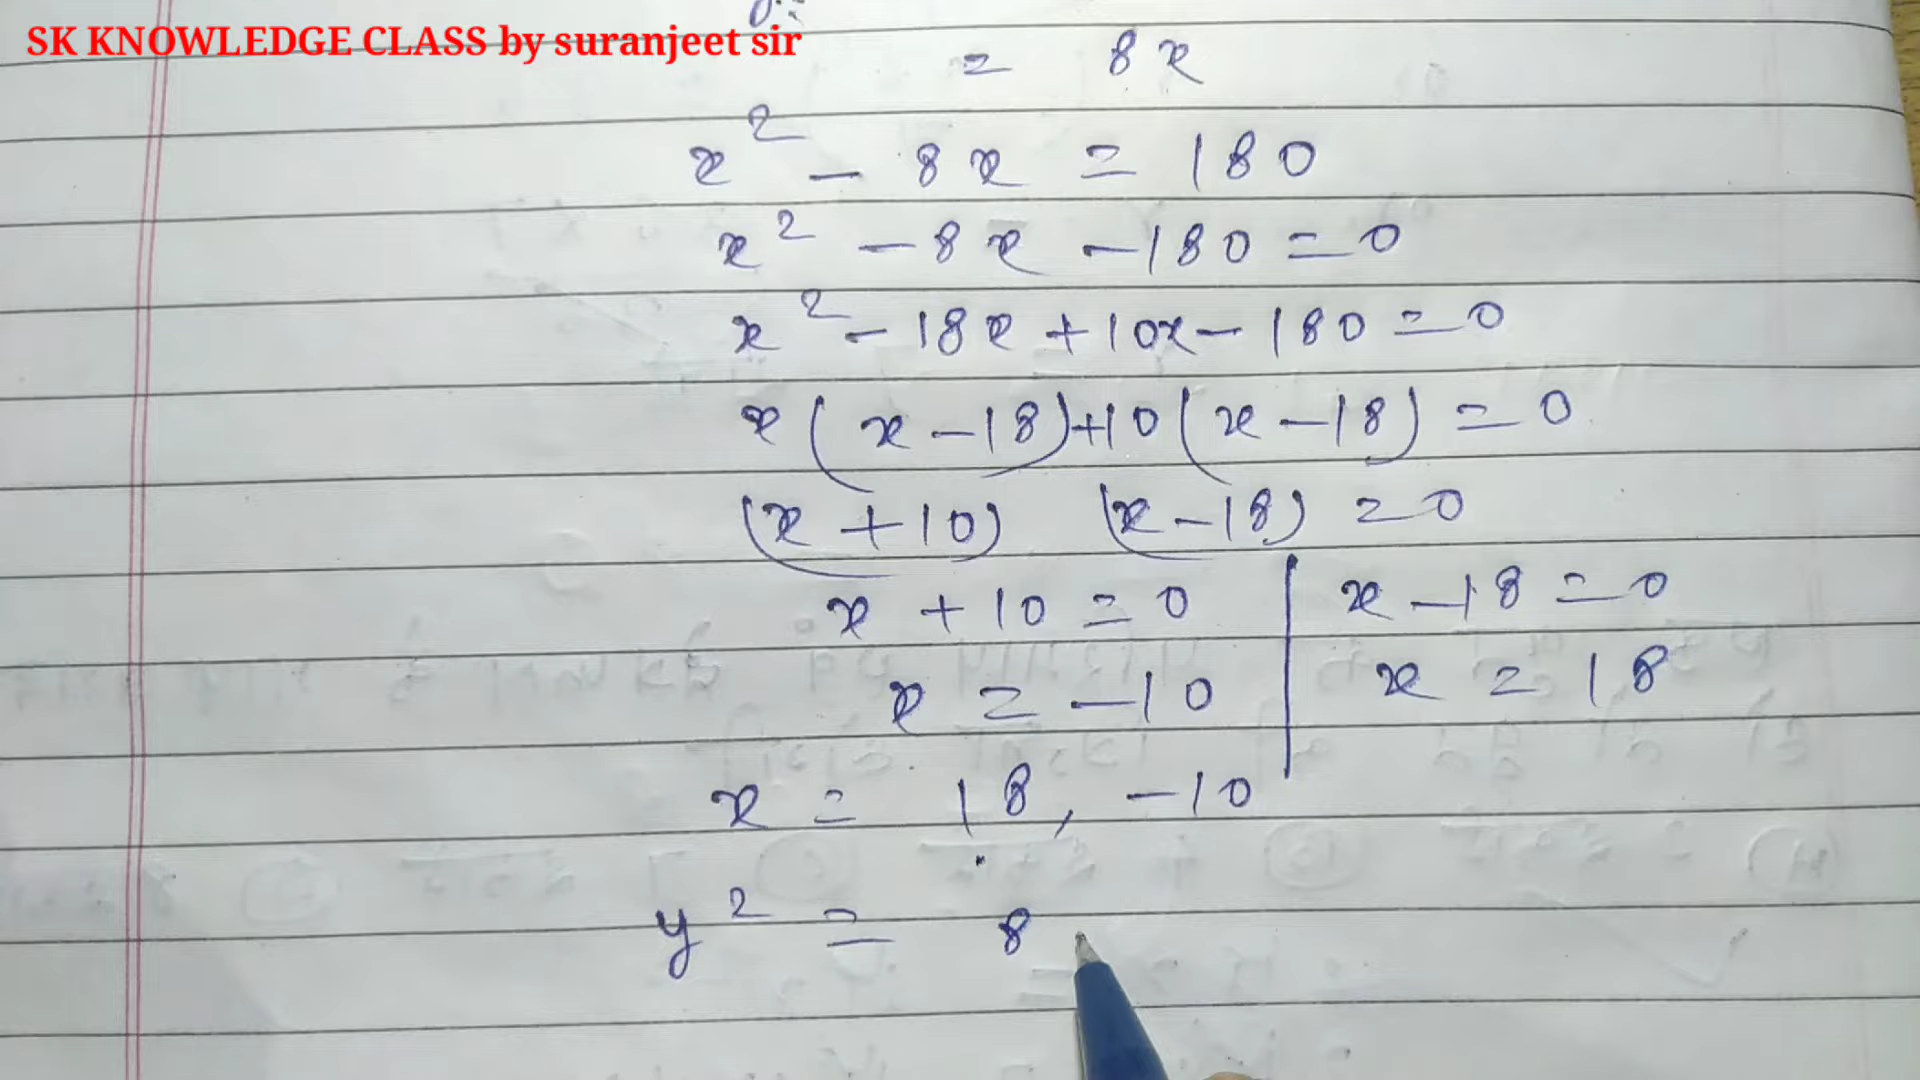 SK KNOWLEDGE CLASS by suranjeet sir
= 8x
x² - 8x = 180
x² - 8x - 180 = 0
x² - 18x + 10x - 180 = 0
x(x - 18) + 10(x - 18) = 0
(x + 10) (x - 18) = 0
x + 10 = 0 | x - 18 = 0
x = -10 | x = 18
x = 18, -10
y² = 8